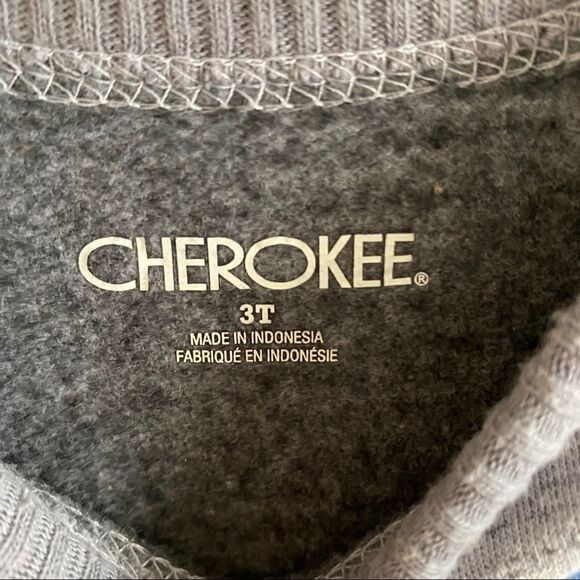 CHEROKEE®
3T
MADE IN INDONESIA
FABRIQUÉ EN INDONÉSIE